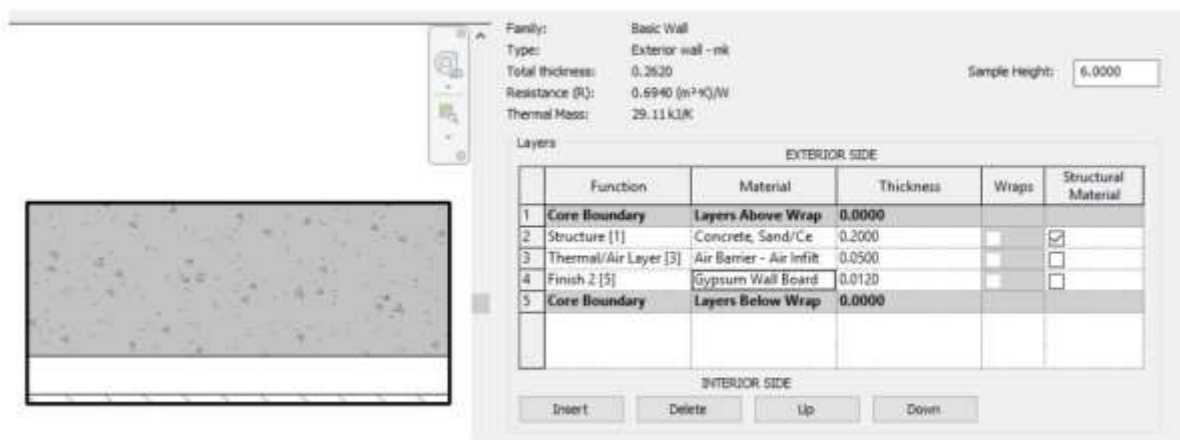 Family: Basic Wall
Type: Exterior wall - mk
Total thickness: 0.2620 Sample Height: 6.0000
Resistance (R): 0.6940 (m²·K)/W
Thermal Mass: 29.11 kJ/K
Layers
EXTERIOR SIDE
Function Material Thickness Wraps Structural Material
1 Core Boundary Layers Above Wrap 0.0000
2 Structure [1] Concrete, Sand/Ce 0.2000
3 Thermal/Air Layer [3] Air Barrier - Air Infilt 0.0500
4 Finish 2 [5] Gypsum Wall Board 0.0120
5 Core Boundary Layers Below Wrap 0.0000
INTERIOR SIDE
Insert Delete Up Down